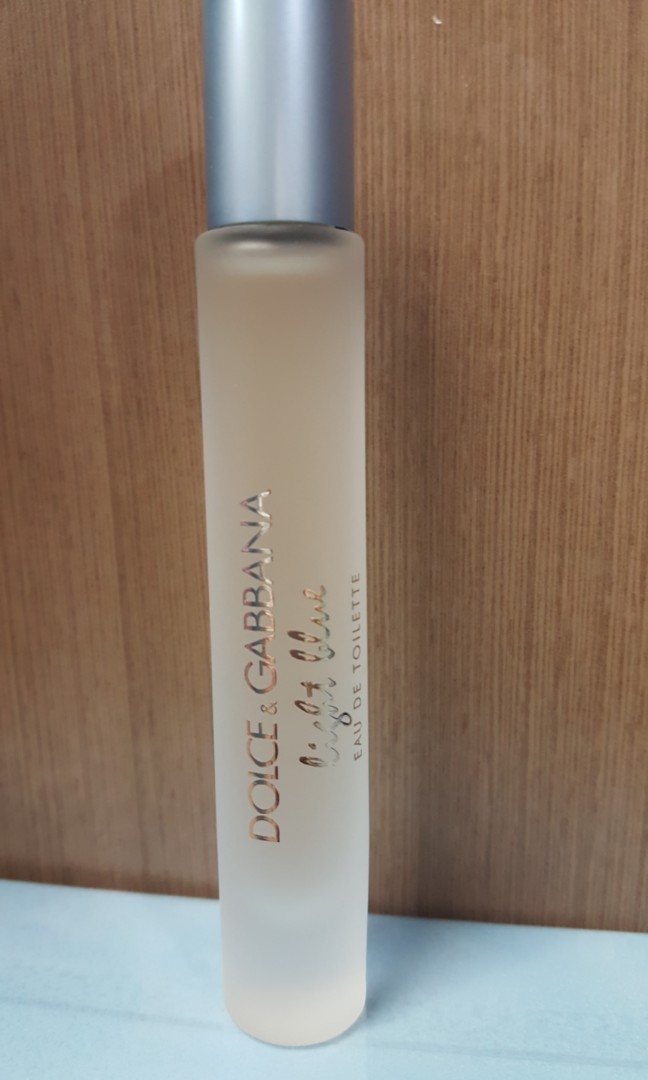 DOLCE & GABBANA
light blue
EAU DE TOILETTE